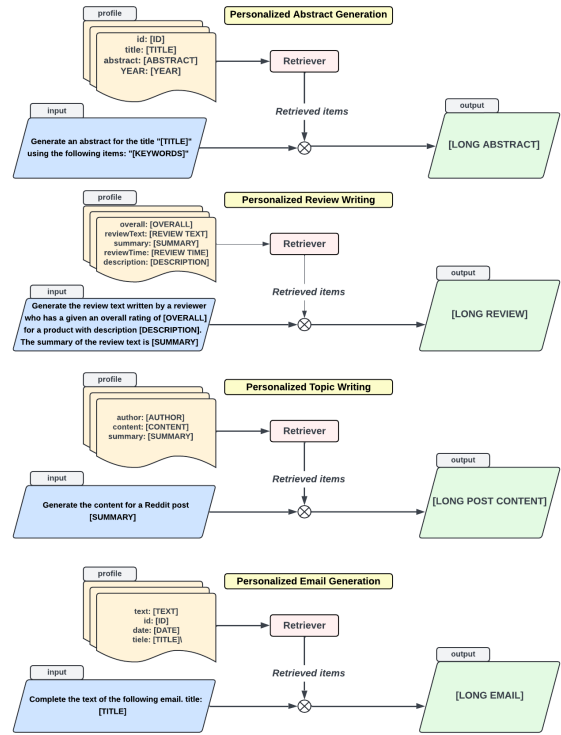 profile
Personalized Abstract Generation
id: [ID]
title: [TITLE]
abstract: [ABSTRACT]
YEAR: [YEAR]
Retriever
Retrieved items
input
output
Generate an abstract for the title "[TITLE]"
using the following items: "[KEYWORDS]"
[LONG ABSTRACT]
profile
Personalized Review Writing
overall: [OVERALL]
reviewText: [REVIEW TEXT]
summary: [SUMMARY]
reviewTime: [REVIEW TIME]
description: [DESCRIPTION]
Retriever
Retrieved items
input
output
Generate the review text written by a reviewer
who has a given an overall rating of [OVERALL]
for a product with description [DESCRIPTION].
The summary of the review text is [SUMMARY]
[LONG REVIEW]
profile
Personalized Topic Writing
author: [AUTHOR]
content: [CONTENT]
summary: [SUMMARY]
Retriever
Retrieved items
input
output
Generate the content for a Reddit post
[SUMMARY]
[LONG POST CONTENT]
profile
Personalized Email Generation
text: [TEXT]
id: [ID]
date: [DATE]
tiele: [TITLE]\
Retriever
Retrieved items
input
output
Complete the text of the following email. title:
[TITLE]
[LONG EMAIL]